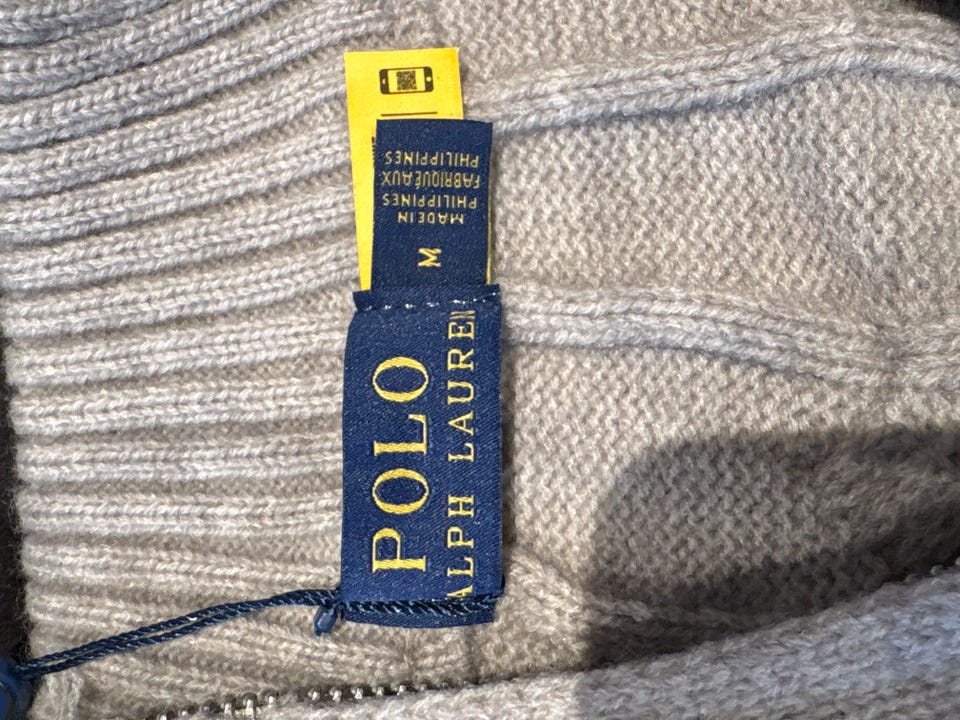 POLO
ALPH LAUREN
M
MADE IN
PHILIPPINES
FABRIQUÉ AUX
PHILIPPINES